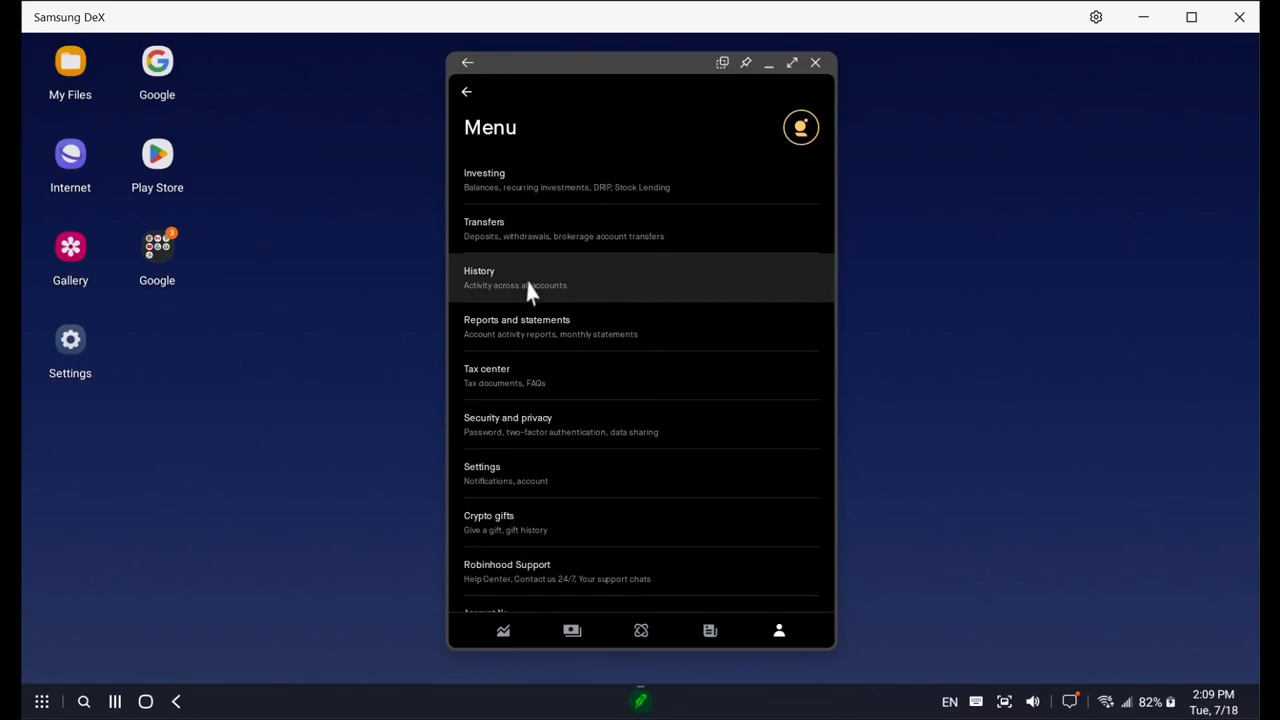 Samsung DeX
My Files
Google
Internet
Play Store
Gallery
3
Google
Settings
Menu
Investing
Balances, recurring investments, DRIP, Stock Lending
Transfers
Deposits, withdrawals, brokerage account transfers
History
Activity across all accounts
Reports and statements
Account activity reports, monthly statements
Tax center
Tax documents, FAQs
Security and privacy
Password, two-factor authentication, data sharing
Settings
Notifications, account
Crypto gifts
Give a gift, gift history
Robinhood Support
Help Center, Contact us 24/7, Your support chats
EN
82%
2:09 PM
Tue, 7/18